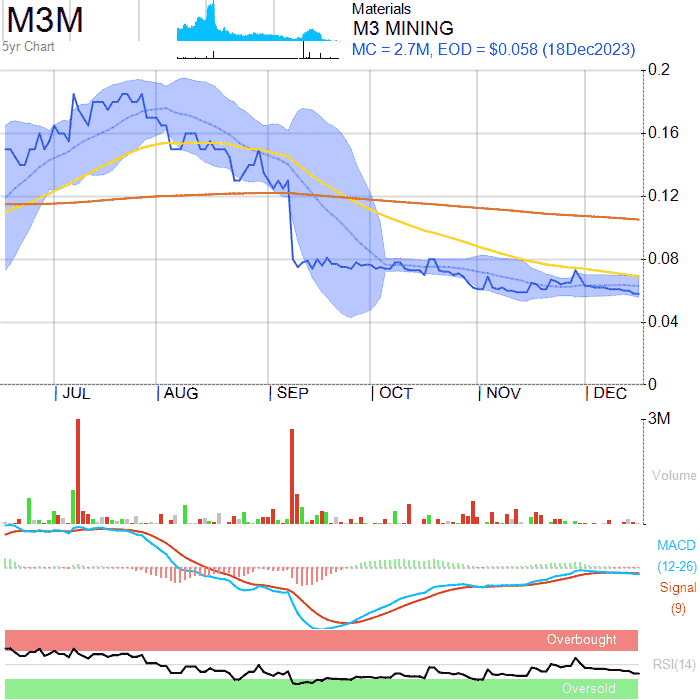 M3M
5yr Chart
Materials
M3 MINING
MC = 2.7M, EOD = $0.058 (18Dec2023)
0.2
0.16
0.12
0.08
0.04
0
JUL AUG SEP OCT NOV DEC
3M
Volume
MACD
(12-26)
Signal
(9)
Overbought
RSI(14)
Oversold